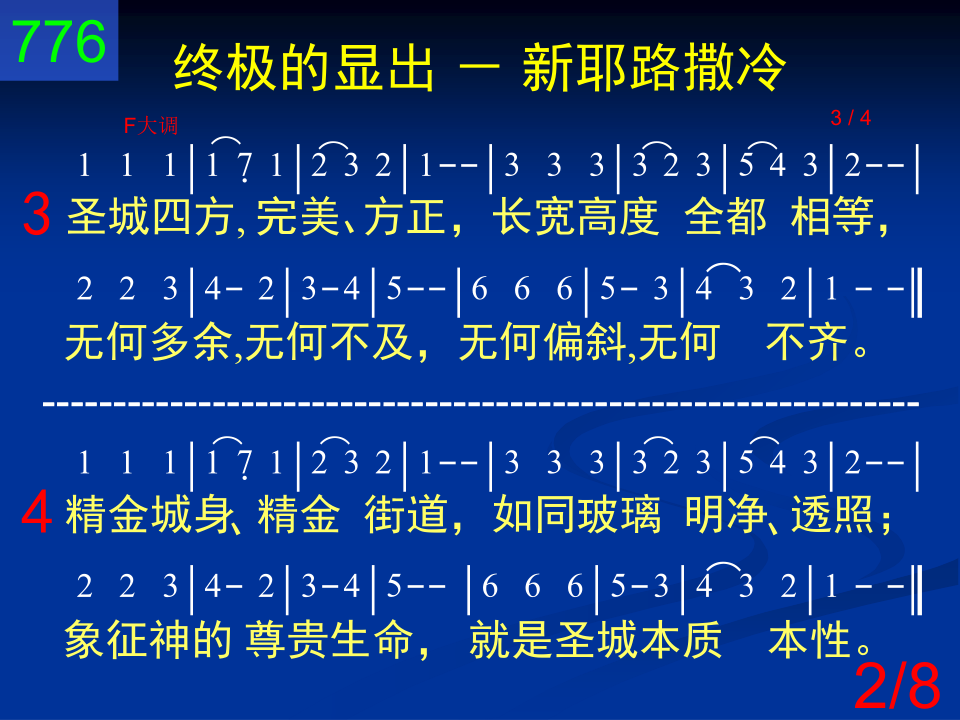 776
终极的显出 － 新耶路撒冷
F大调
3 / 4
1 1 1|1 7̣ 1|2 3 2|1--|3 3 3|3 2 3|5 4 3|2--|
3 圣城四方, 完美、方正，长宽高度 全都 相等，
2 2 3|4- 2|3-4|5--|6 6 6|5- 3|4 3 2|1 - -‖
无何多余,无何不及，无何偏斜,无何 不齐。
--------------------------------------------------------------
1 1 1|1 7̣ 1|2 3 2|1--|3 3 3|3 2 3|5 4 3|2--|
4 精金城身、精金 街道，如同玻璃 明净、透照；
2 2 3|4- 2|3-4|5-- |6 6 6|5-3|4 3 2|1 - -‖
象征神的 尊贵生命， 就是圣城本质 本性。
2/8